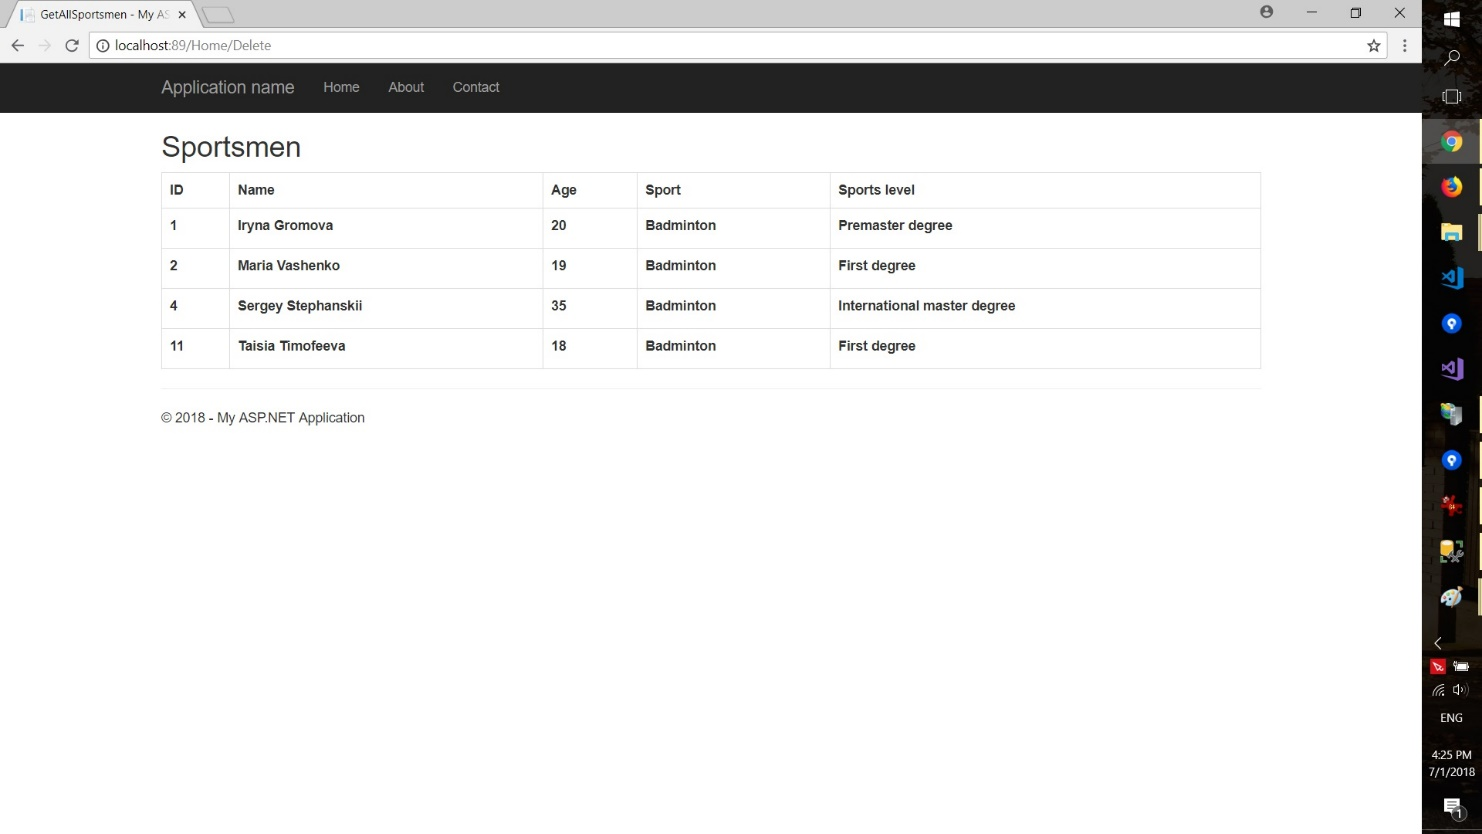 GetAllSportsmen - My AS
localhost:89/Home/Delete
Application name Home About Contact
Sportsmen
ID Name Age Sport Sports level
1 Iryna Gromova 20 Badminton Premaster degree
2 Maria Vashenko 19 Badminton First degree
4 Sergey Stephanskii 35 Badminton International master degree
11 Taisia Timofeeva 18 Badminton First degree
© 2018 - My ASP.NET Application
ENG
4:25 PM
7/1/2018
1